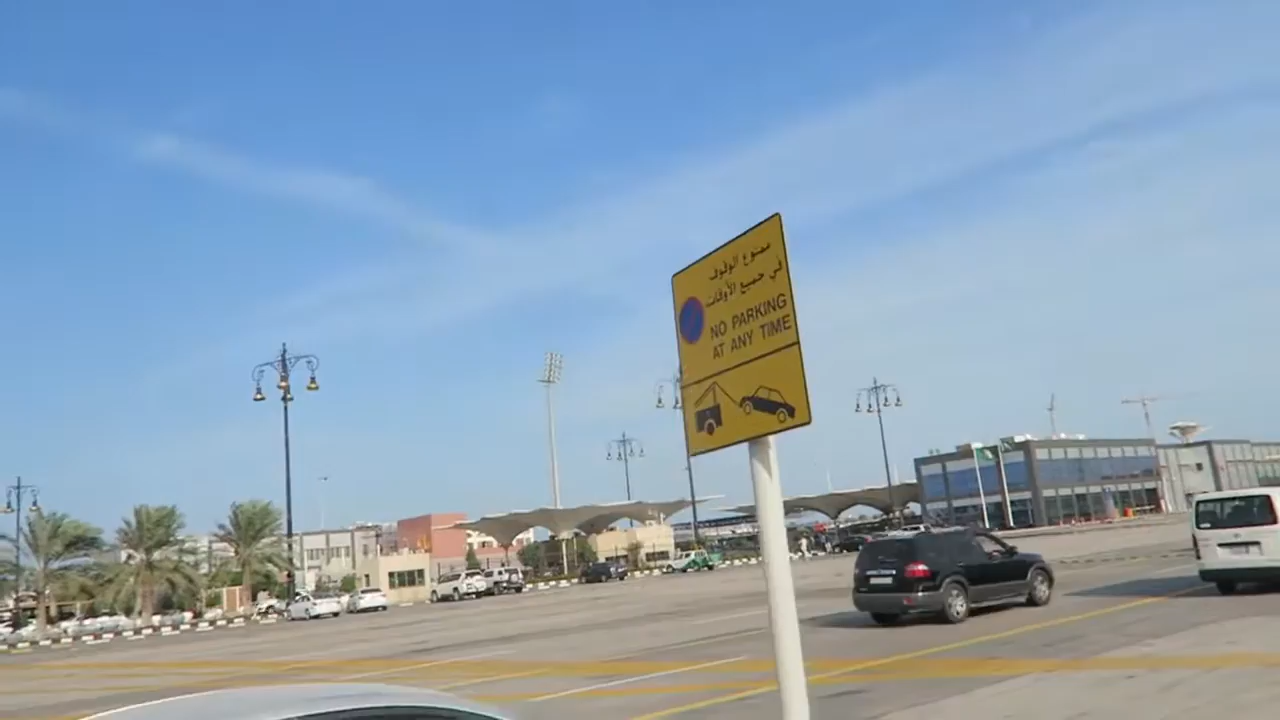 ممنوع الوقوف
في جميع الأوقات
NO PARKING
AT ANY TIME